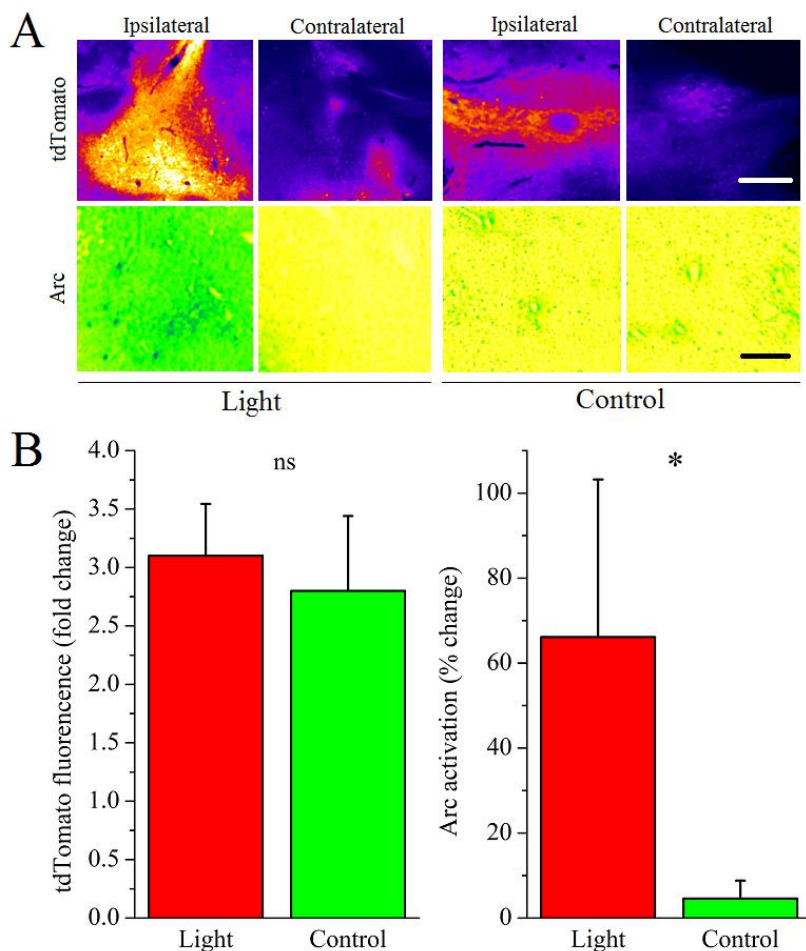 A
Ipsilateral
Contralateral
Ipsilateral
Contralateral
tdTomato
Arc
Light
Control
B
tdTomato fluorencence (fold change)
4.0
3.5
3.0
2.5
2.0
1.5
1.0
0.5
0.0
ns
Light
Control
Arc activation (% change)
100
80
60
40
20
0
*
Light
Control